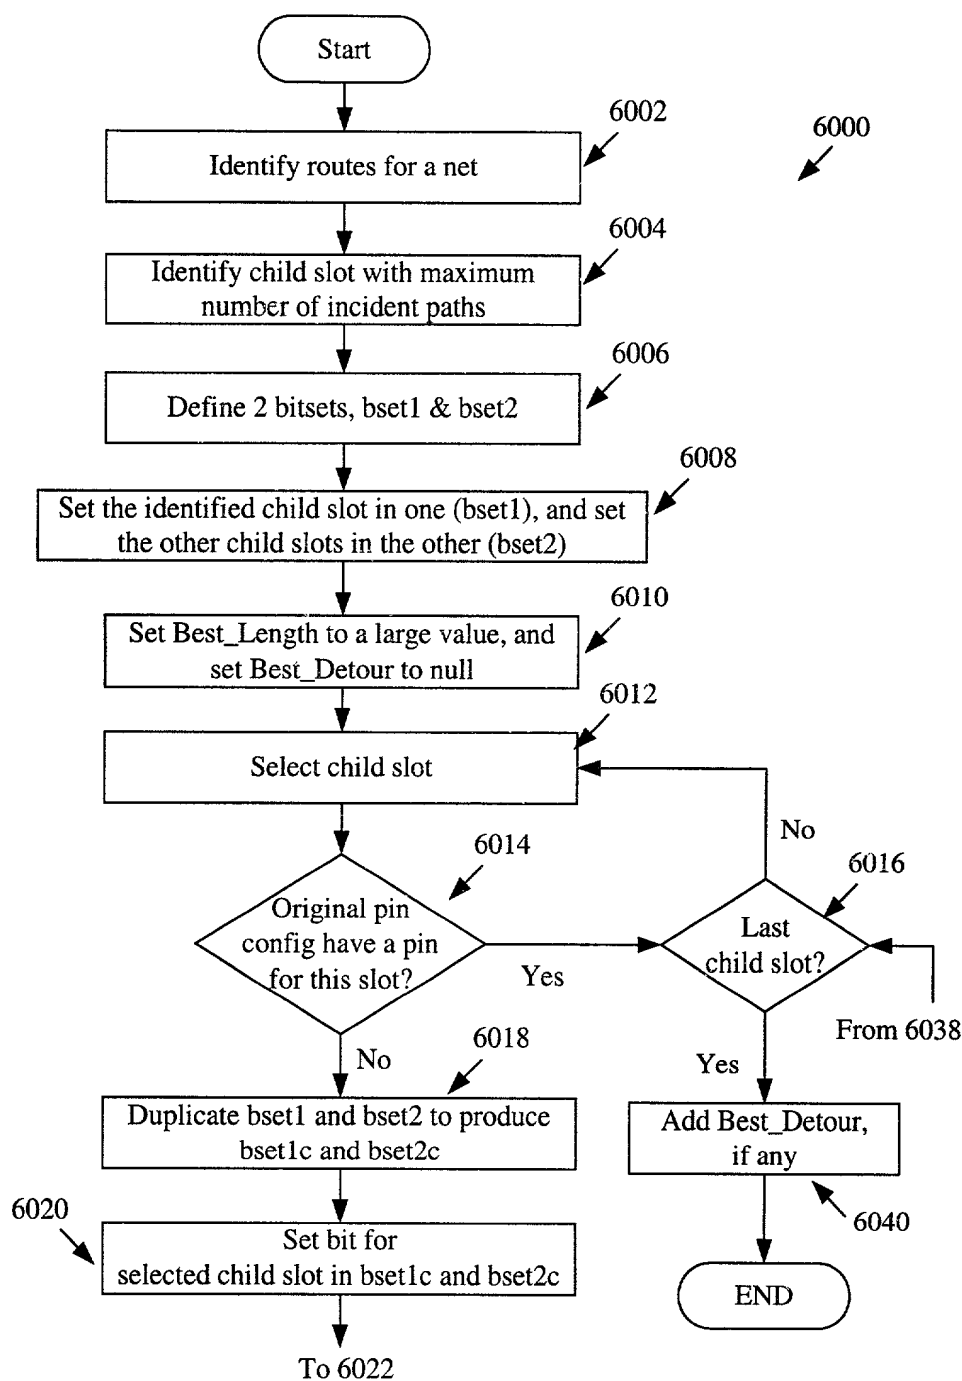 Start
6002
6000
Identify routes for a net
6004
Identify child slot with maximum
number of incident paths
6006
Define 2 bitsets, bset1 & bset2
6008
Set the identified child slot in one (bset1), and set
the other child slots in the other (bset2)
6010
Set Best_Length to a large value, and
set Best_Detour to null
6012
Select child slot
No
6014
6016
Original pin
config have a pin
for this slot?
Yes
Last
child slot?
From 6038
No
6018
Yes
Duplicate bset1 and bset2 to produce
bset1c and bset2c
Add Best_Detour,
if any
6020
6040
Set bit for
selected child slot in bset1c and bset2c
END
To 6022